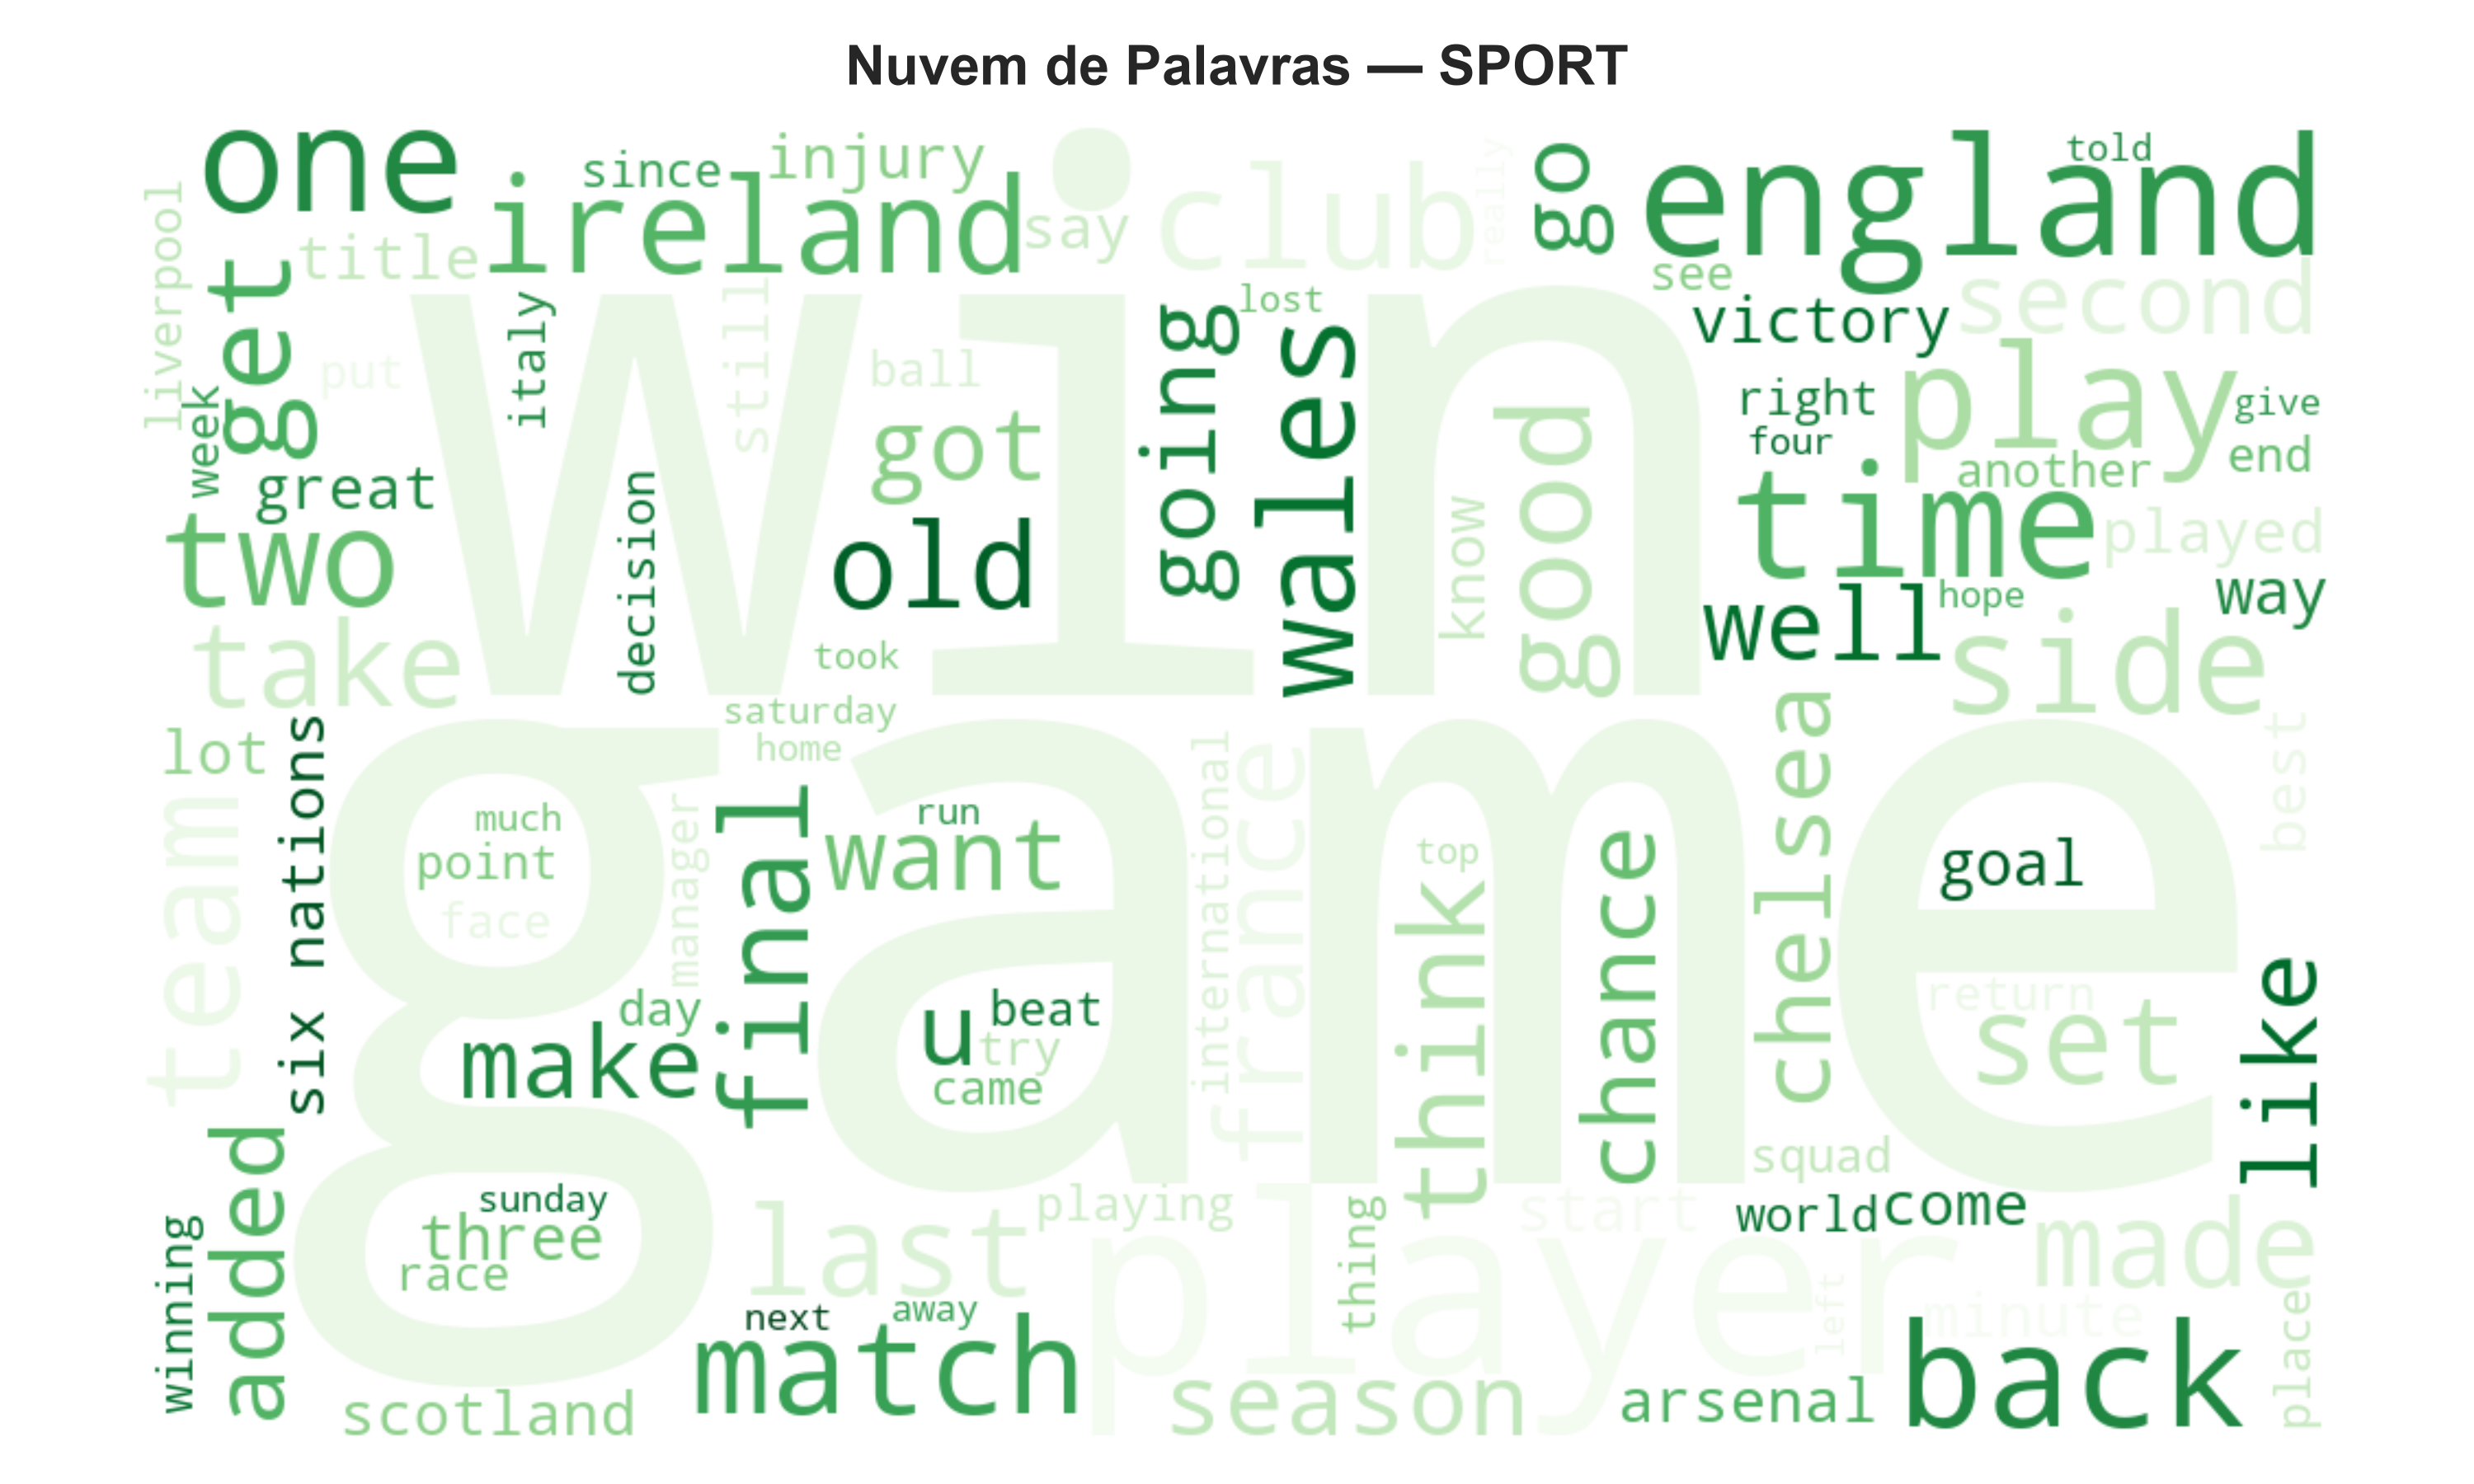 Nuvem de Palavras — SPORT
one
since
injury
told
ireland
say
club
really
go
england
liverpool
title
see
second
get
italy
still
lost
victory
put
ball
week
great
got
going
wales
good
right
play
give
four
another
end
win
two
decision
old
know
time
played
well
hope
way
take
took
side
saturday
lot
home
six nations
team
much
point
face
manager
final
run
want
international
france
top
think
chance
chelsea
goal
best
game
day
make
u
beat
try
came
return
set
like
squad
added
winning
sunday
three
race
last
playing
thing
start
world
come
made
player
left
minute
place
next
away
match
scotland
season
arsenal
back